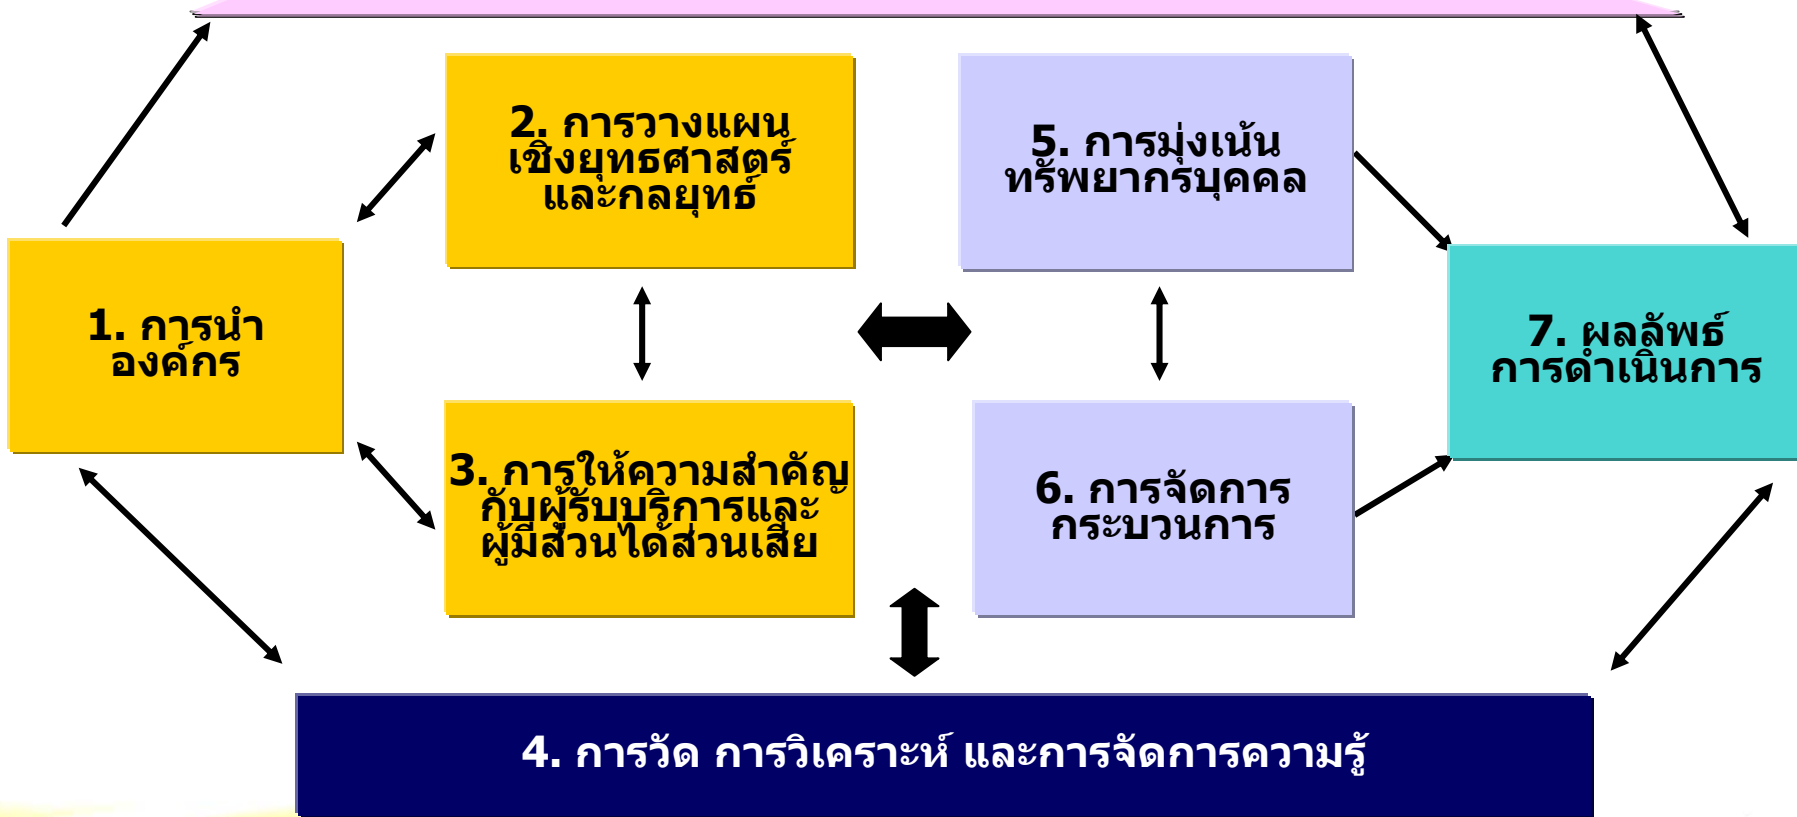 2. การวางแผน
เชิงยุทธศาสตร์
และกลยุทธ์
5. การมุ่งเน้น
ทรัพยากรบุคคล
1. การนำ
องค์กร
7. ผลลัพธ์
การดำเนินการ
3. การให้ความสำคัญ
กับผู้รับบริการและ
ผู้มีส่วนได้ส่วนเสีย
6. การจัดการ
กระบวนการ
4. การวัด การวิเคราะห์ และการจัดการความรู้